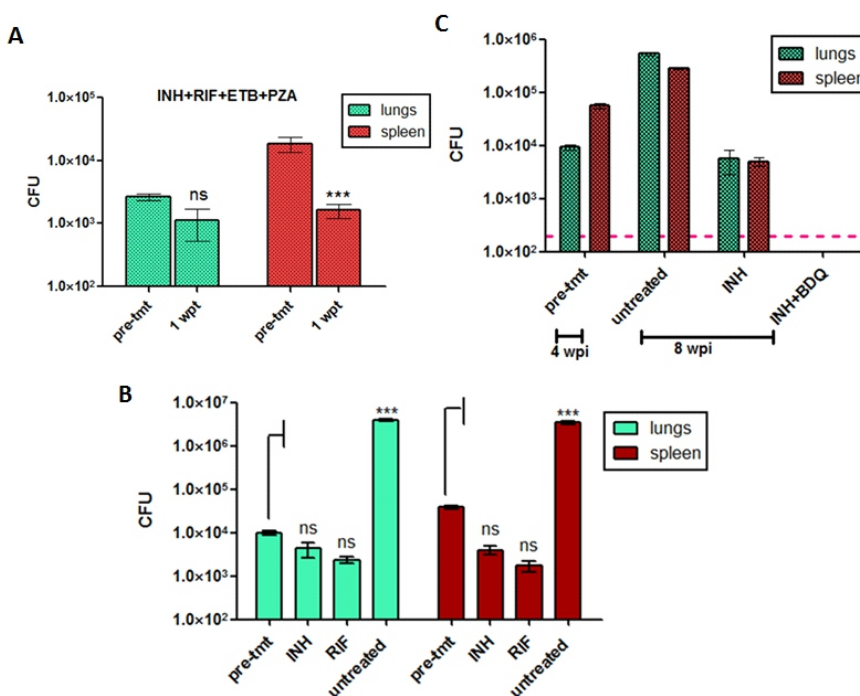 A
INH+RIF+ETB+PZA
lungs
spleen
CFU
1.0×10⁵
1.0×10⁴
1.0×10³
1.0×10²
ns
***
pre-tmt
1 wpt
pre-tmt
1 wpt
C
lungs
spleen
CFU
1.0×10⁶
1.0×10⁵
1.0×10⁴
1.0×10³
1.0×10²
pre-tmt
untreated
INH
INH+BDQ
4 wpi
8 wpi
B
lungs
spleen
CFU
1.0×10⁷
1.0×10⁶
1.0×10⁵
1.0×10⁴
1.0×10³
1.0×10²
ns
ns
***
ns
ns
***
pre-tmt
INH
RIF
untreated
pre-tmt
INH
RIF
untreated